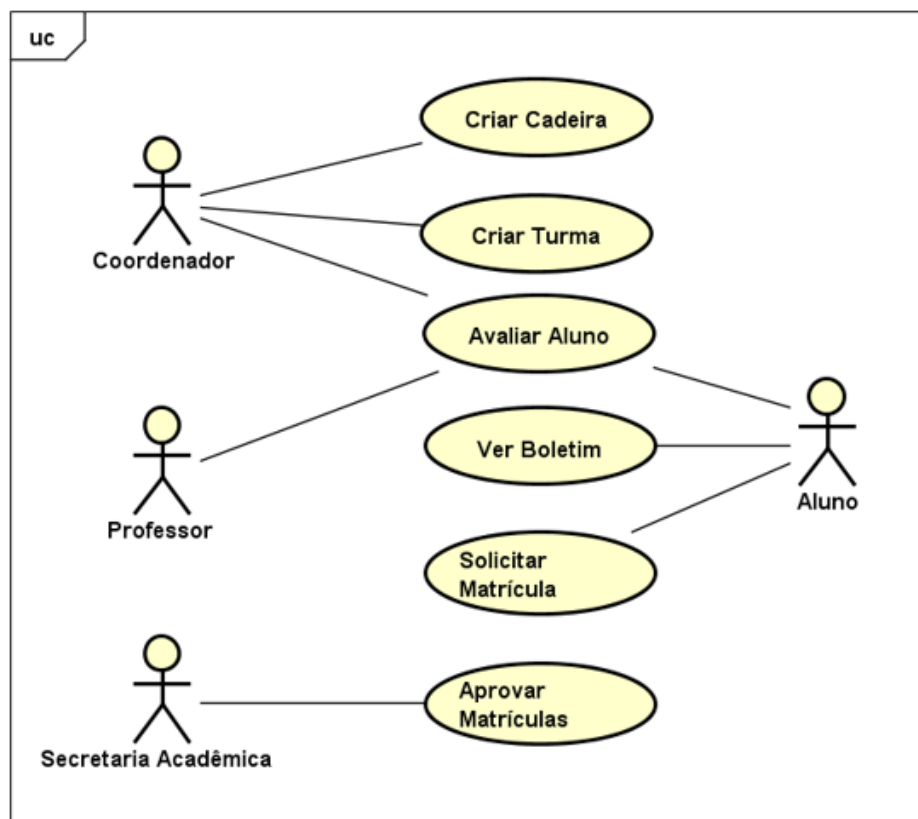 uc
Criar Cadeira
Coordenador
Criar Turma
Avaliar Aluno
Ver Boletim
Aluno
Professor
Solicitar
Matrícula
Aprovar
Matrículas
Secretaria Acadêmica